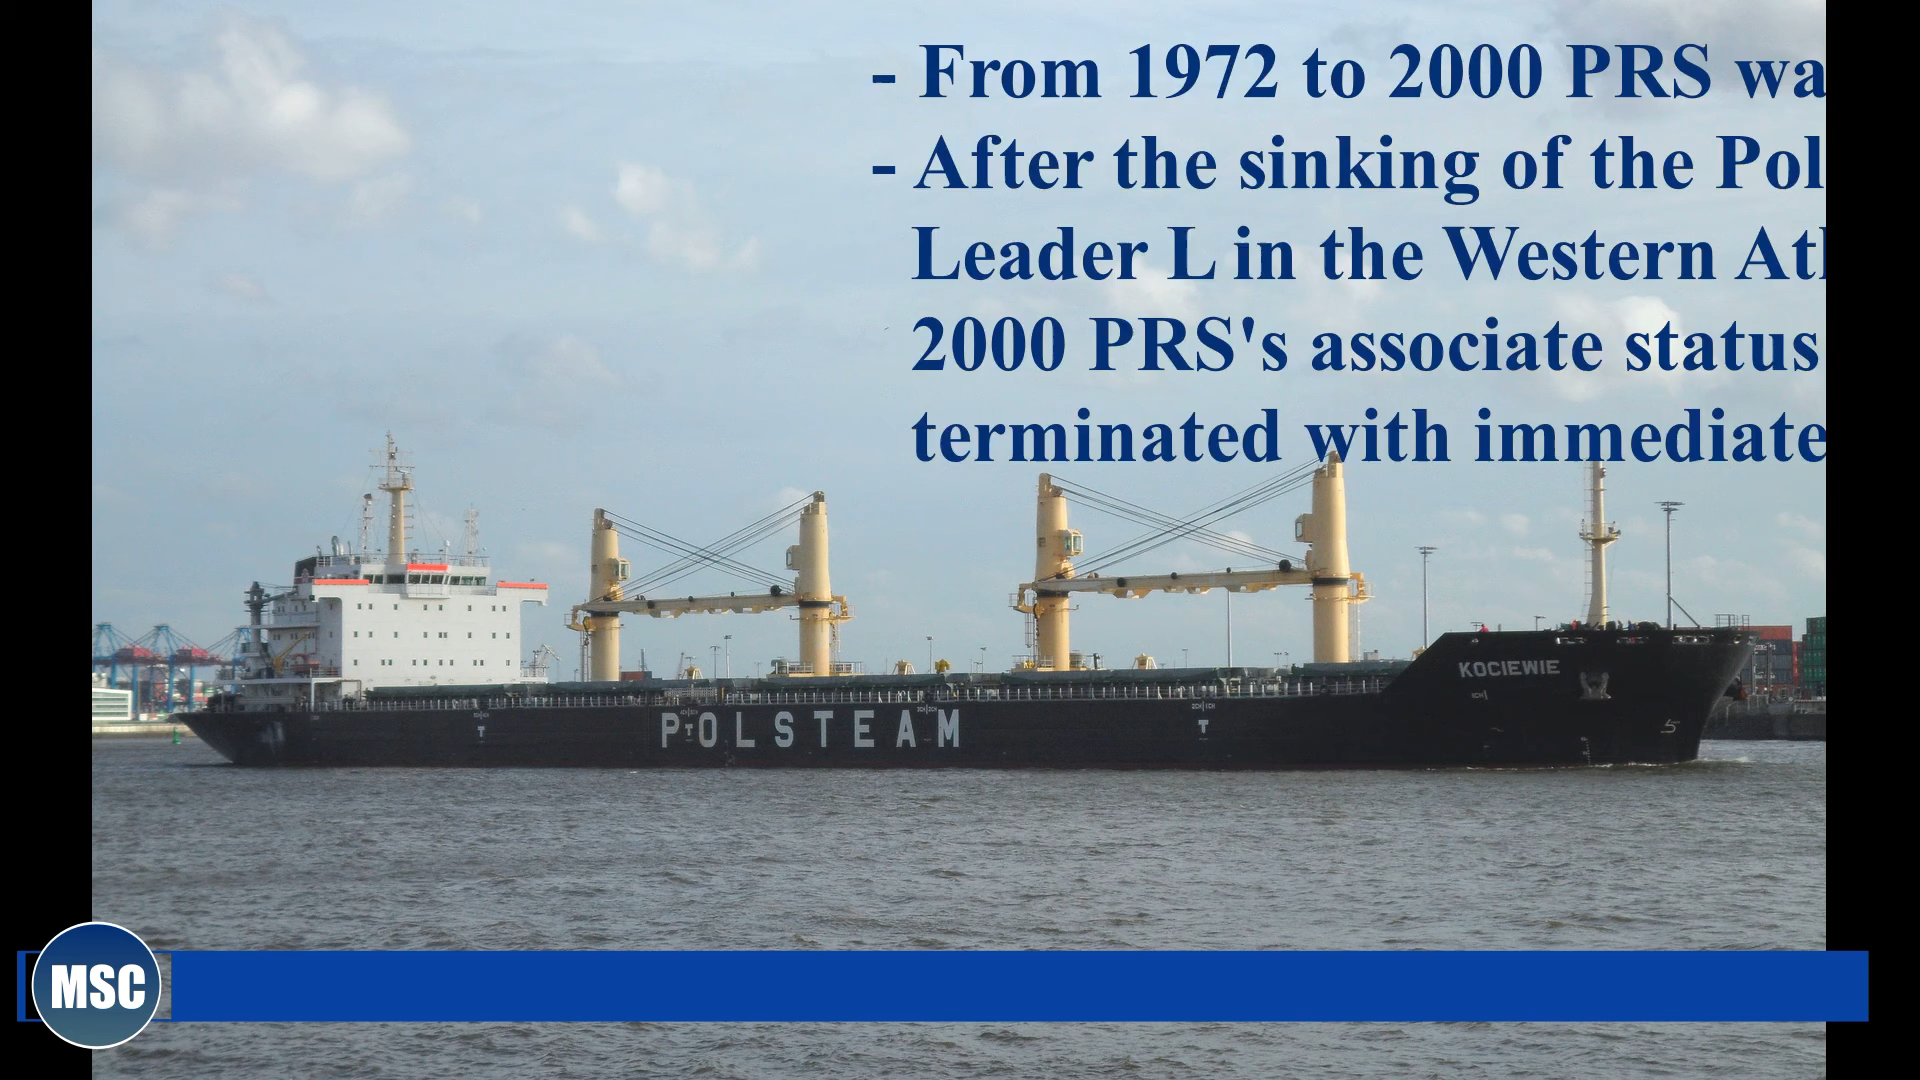 - From 1972 to 2000 PRS wa
- After the sinking of the Pol
Leader L in the Western Atl
2000 PRS's associate status
terminated with immediate
KOCIEWIE
POLSTEAM
MSC